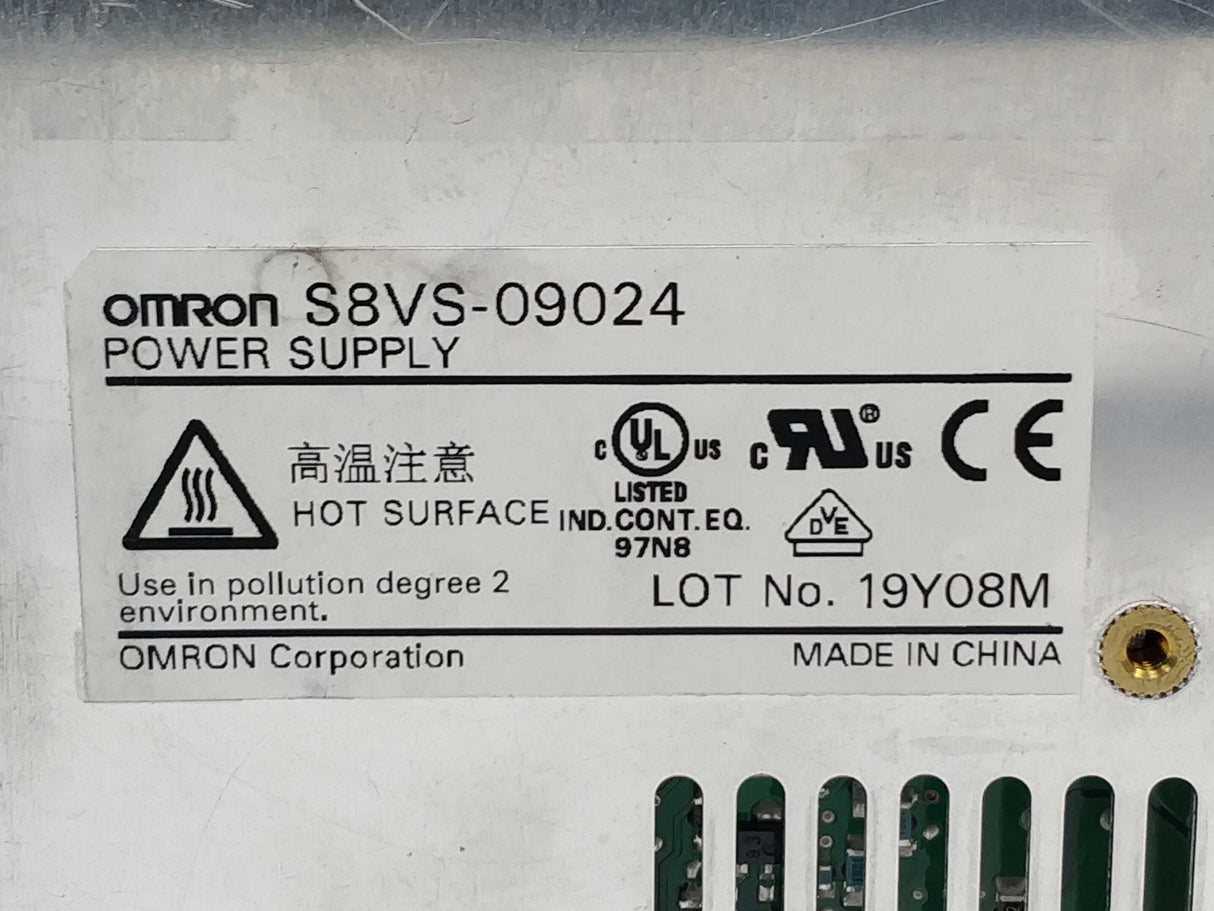 OMRON S8VS-09024
POWER SUPPLY
高温注意
HOT SURFACE
C UL US
LISTED
IND.CONT.EQ.
97N8
C RU® US
CE
DVE
Use in pollution degree 2
environment.
LOT No. 19Y08M
OMRON Corporation
MADE IN CHINA